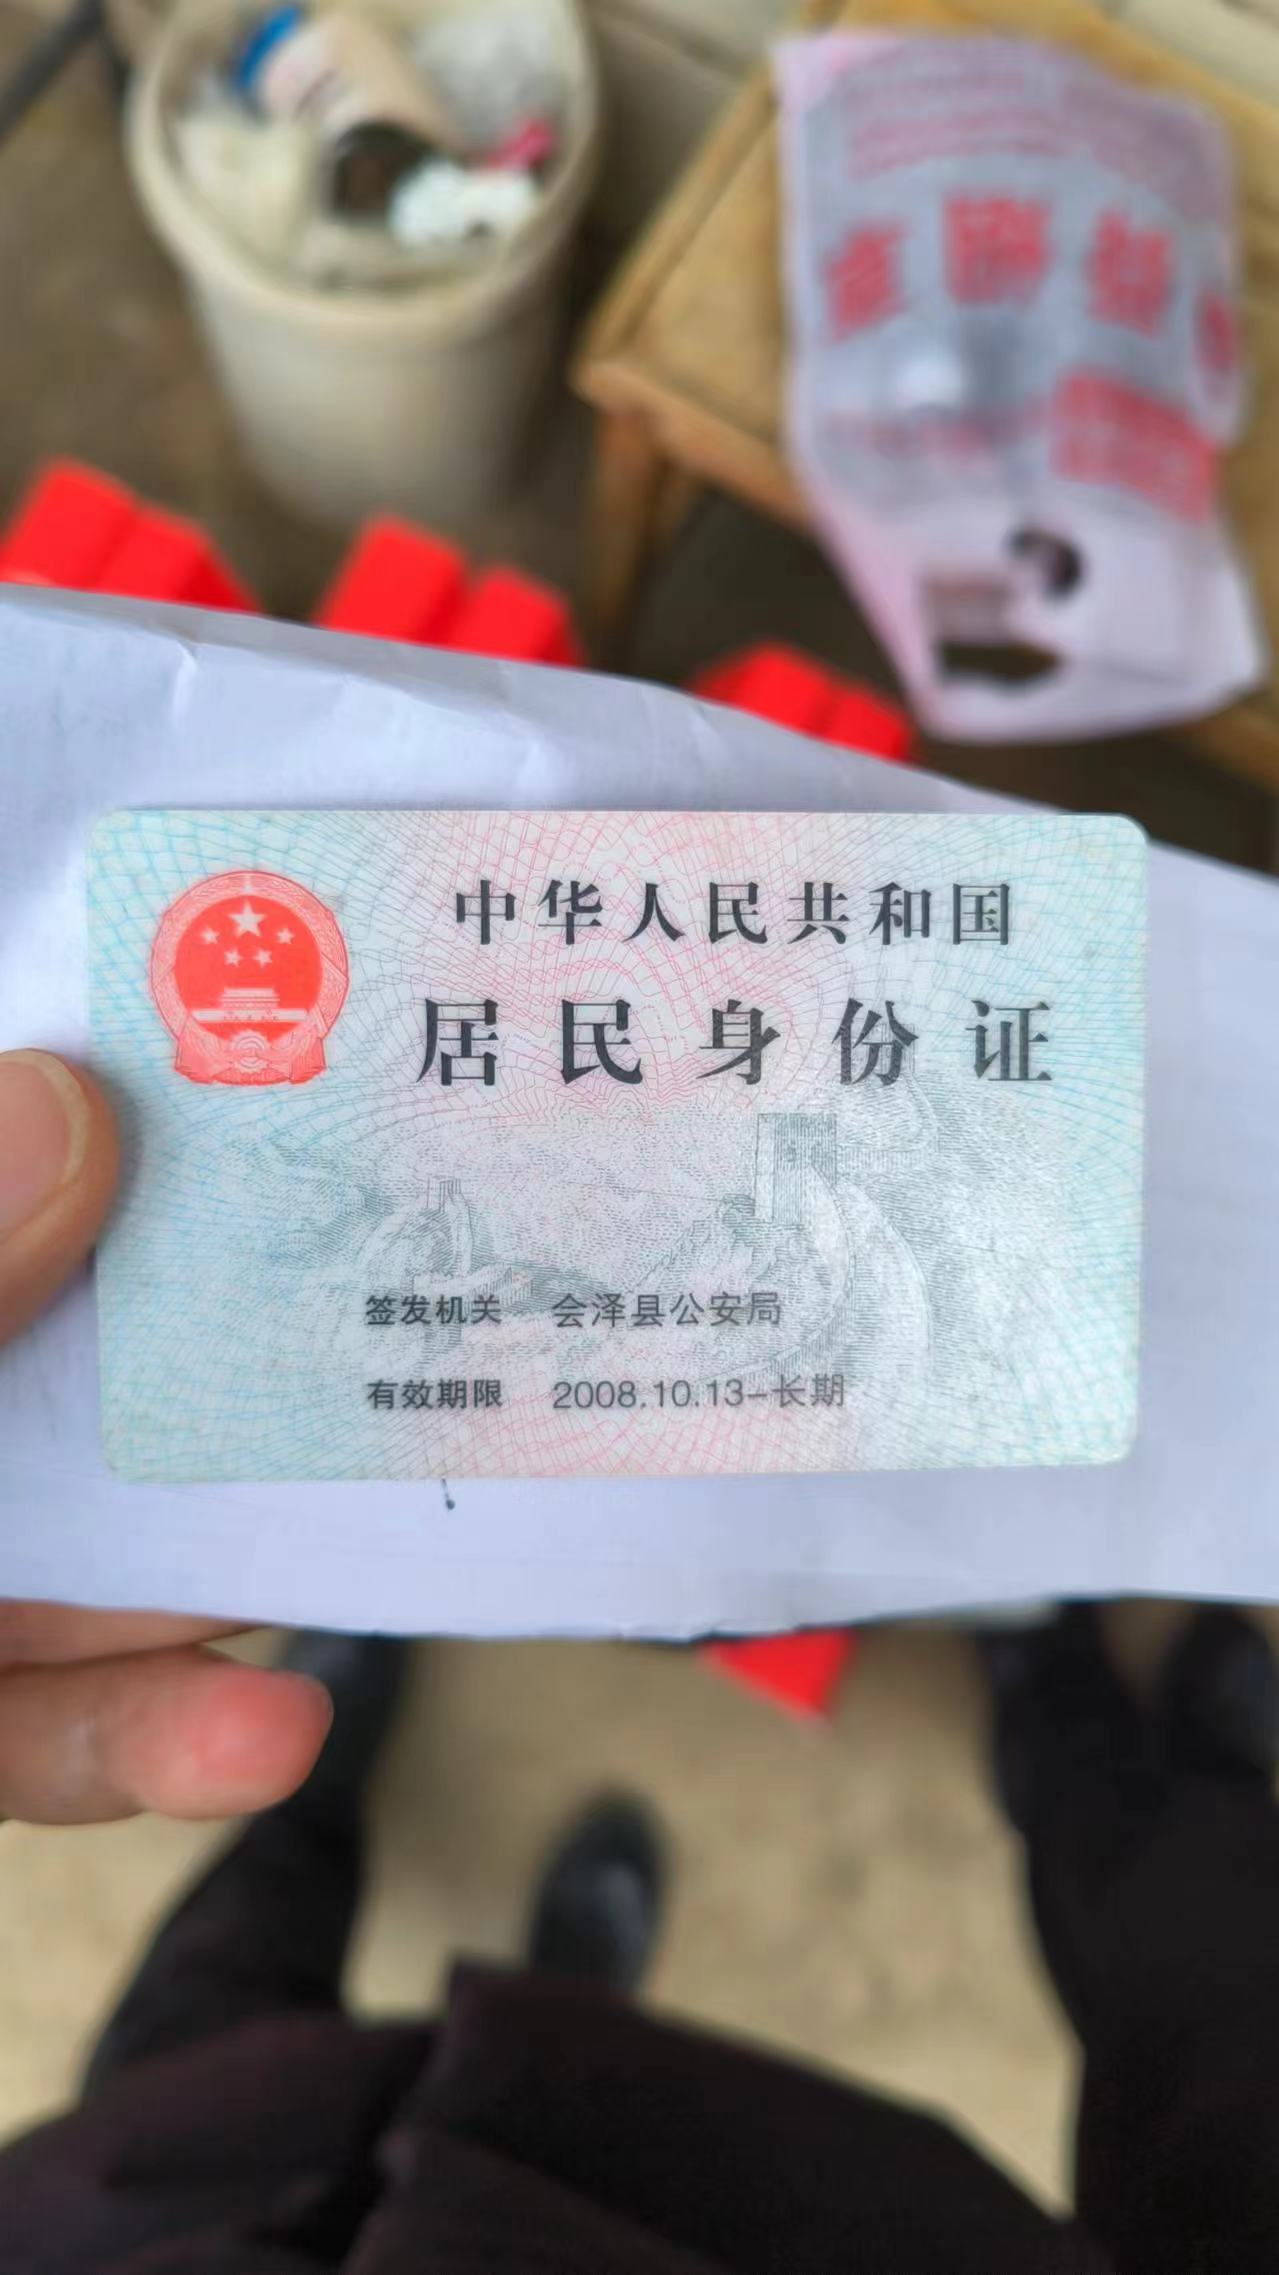 中华人民共和国
居民身份证
签发机关 会泽县公安局
有效期限 2008.10.13-长期